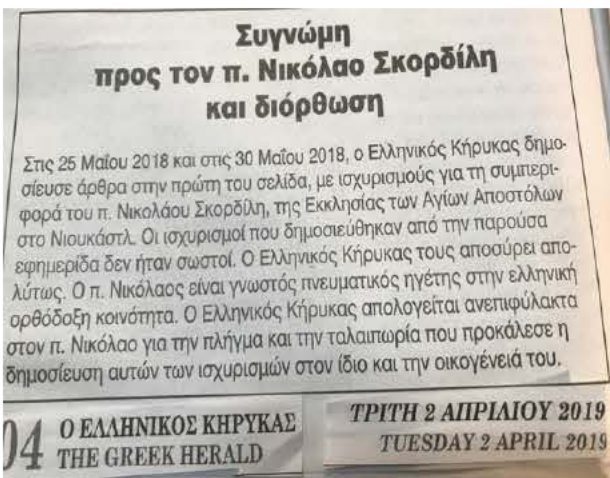 Συγνώμη
προς τον π. Νικόλαο Σκορδίλη
και διόρθωση
Στις 25 Μαΐου 2018 και στις 30 Μαΐου 2018, ο Ελληνικός Κήρυκας δημο-
σίευσε άρθρα στην πρώτη του σελίδα, με ισχυρισμούς για τη συμπερι-
φορά του π. Νικολάου Σκορδίλη, της Εκκλησίας των Αγίων Αποστόλων
στο Νιουκάστλ. Οι ισχυρισμοί που δημοσιεύθηκαν από την παρούσα
εφημερίδα δεν ήταν σωστοί. Ο Ελληνικός Κήρυκας τους αποσύρει απο-
λύτως. Ο π. Νικόλαος είναι γνωστός πνευματικός ηγέτης στην ελληνική
ορθόδοξη κοινότητα. Ο Ελληνικός Κήρυκας απολογείται ανεπιφύλακτα
στον π. Νικόλαο για την πλήγμα και την ταλαιπωρία που προκάλεσε η
δημοσίευση αυτών των ισχυρισμών στον ίδιο και την οικογένειά του.
04 Ο ΕΛΛΗΝΙΚΟΣ ΚΗΡΥΚΑΣ
THE GREEK HERALD
ΤΡΙΤΗ 2 ΑΠΡΙΛΙΟΥ 2019
TUESDAY 2 APRIL 2019